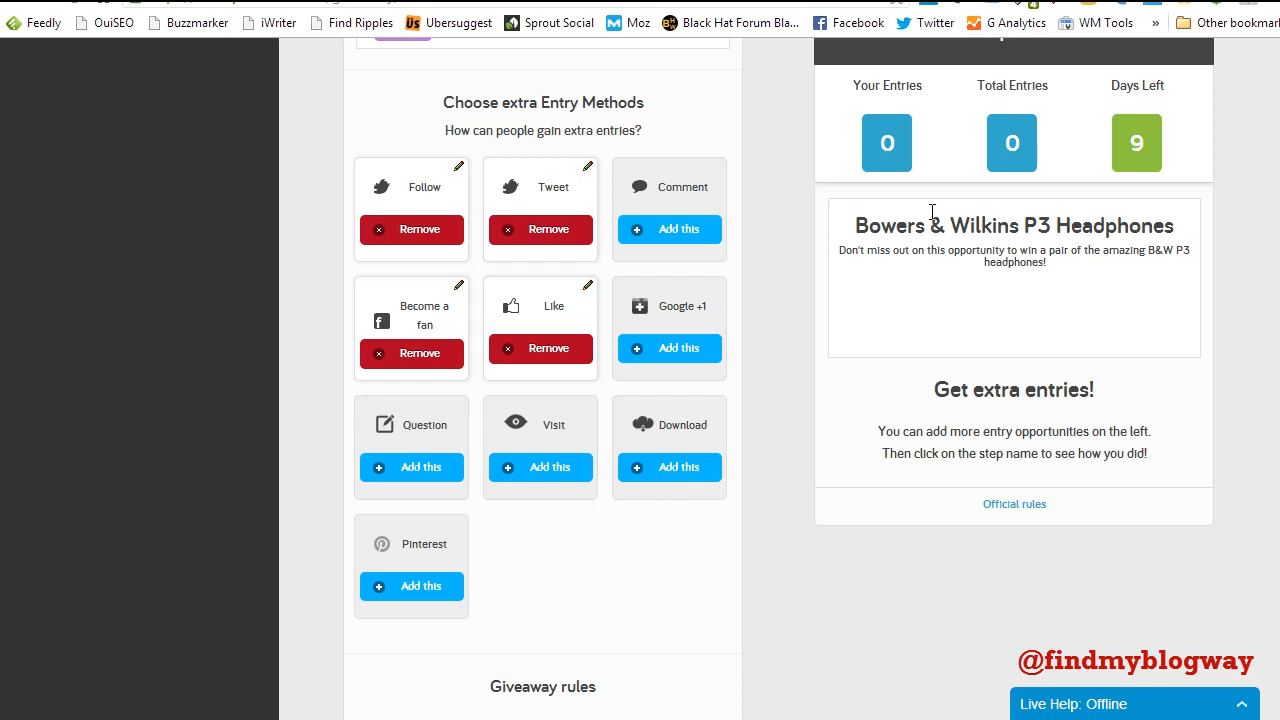 Feedly OuiSEO Buzzmarker iWriter Find Ripples Ubersuggest Sprout Social Moz Black Hat Forum Bla... Facebook Twitter G Analytics WM Tools » Other bookmar
Choose extra Entry Methods
How can people gain extra entries?
Follow
Remove
Tweet
Remove
Comment
Add this
Become a
fan
Remove
Like
Remove
Google +1
Add this
Question
Add this
Visit
Add this
Download
Add this
Pinterest
Add this
Giveaway rules
Your Entries Total Entries Days Left
0 0 9
Bowers & Wilkins P3 Headphones
Don't miss out on this opportunity to win a pair of the amazing B&W P3
headphones!
Get extra entries!
You can add more entry opportunities on the left.
Then click on the step name to see how you did!
Official rules
@findmyblogway
Live Help: Offline